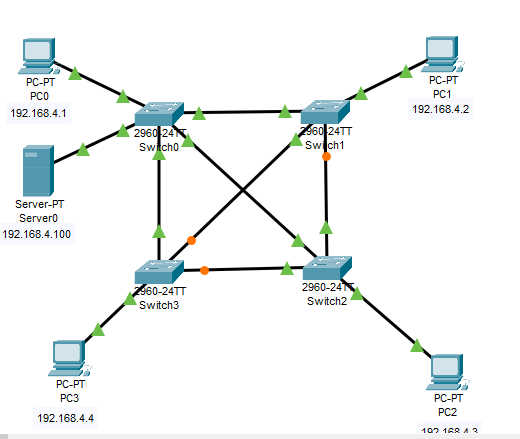 PC-PT
PC0
192.168.4.1
PC-PT
PC1
192.168.4.2
2960-24TT
Switch0
2960-24TT
Switch1
Server-PT
Server0
192.168.4.100
2960-24TT
Switch3
2960-24TT
Switch2
PC-PT
PC3
192.168.4.4
PC-PT
PC2
192.168.4.3